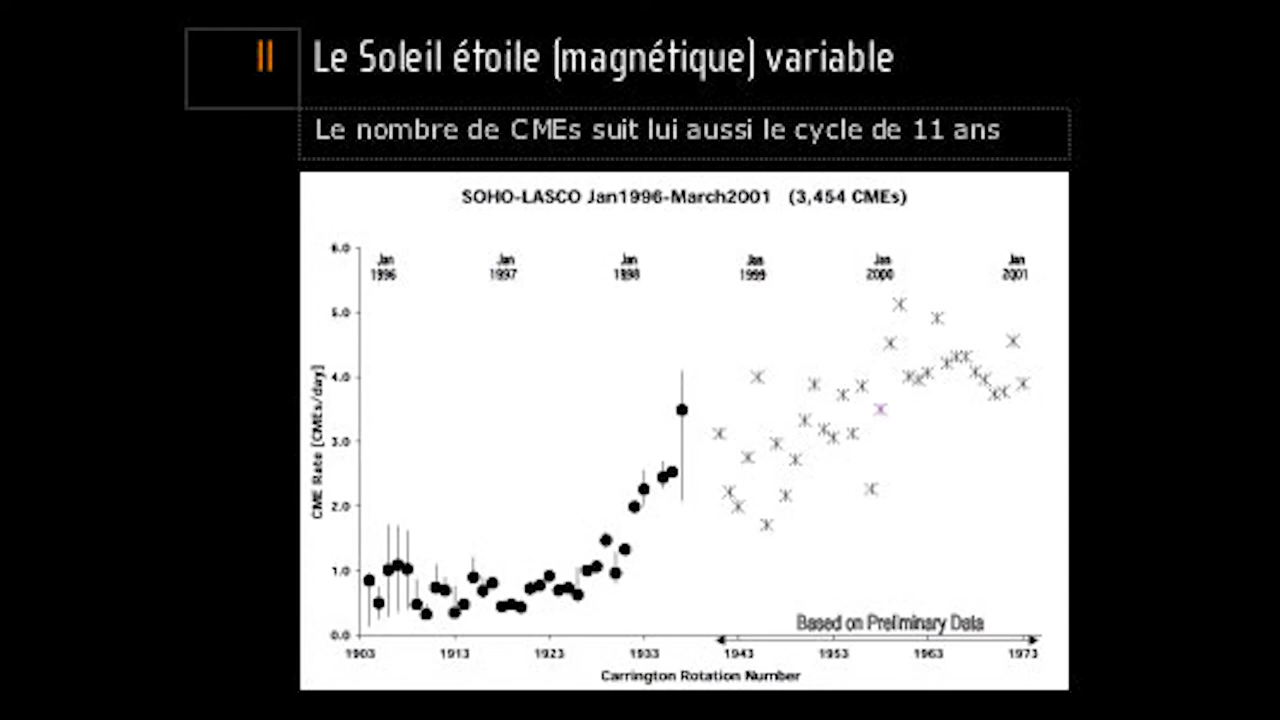 II Le Soleil étoile (magnétique) variable
Le nombre de CMEs suit lui aussi le cycle de 11 ans
SOHO-LASCO Jan1996-March2001 (3,454 CMEs)
6.0
Jan 1996
Jan 1997
Jan 1998
Jan 1999
Jan 2000
Jan 2001
5.0
4.0
3.0
2.0
1.0
0.0
CME Rate [CMEs/day]
Based on Preliminary Data
1903 1913 1923 1933 1943 1953 1963 1973
Carrington Rotation Number